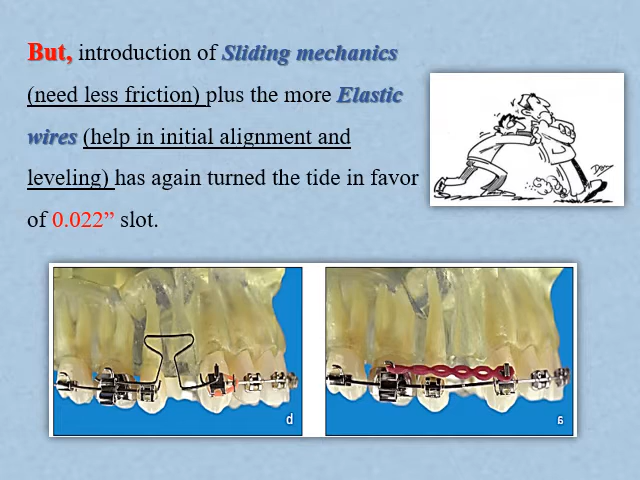 But, introduction of Sliding mechanics
(need less friction) plus the more Elastic
wires (help in initial alignment and
leveling) has again turned the tide in favor
of 0.022” slot.
d
a